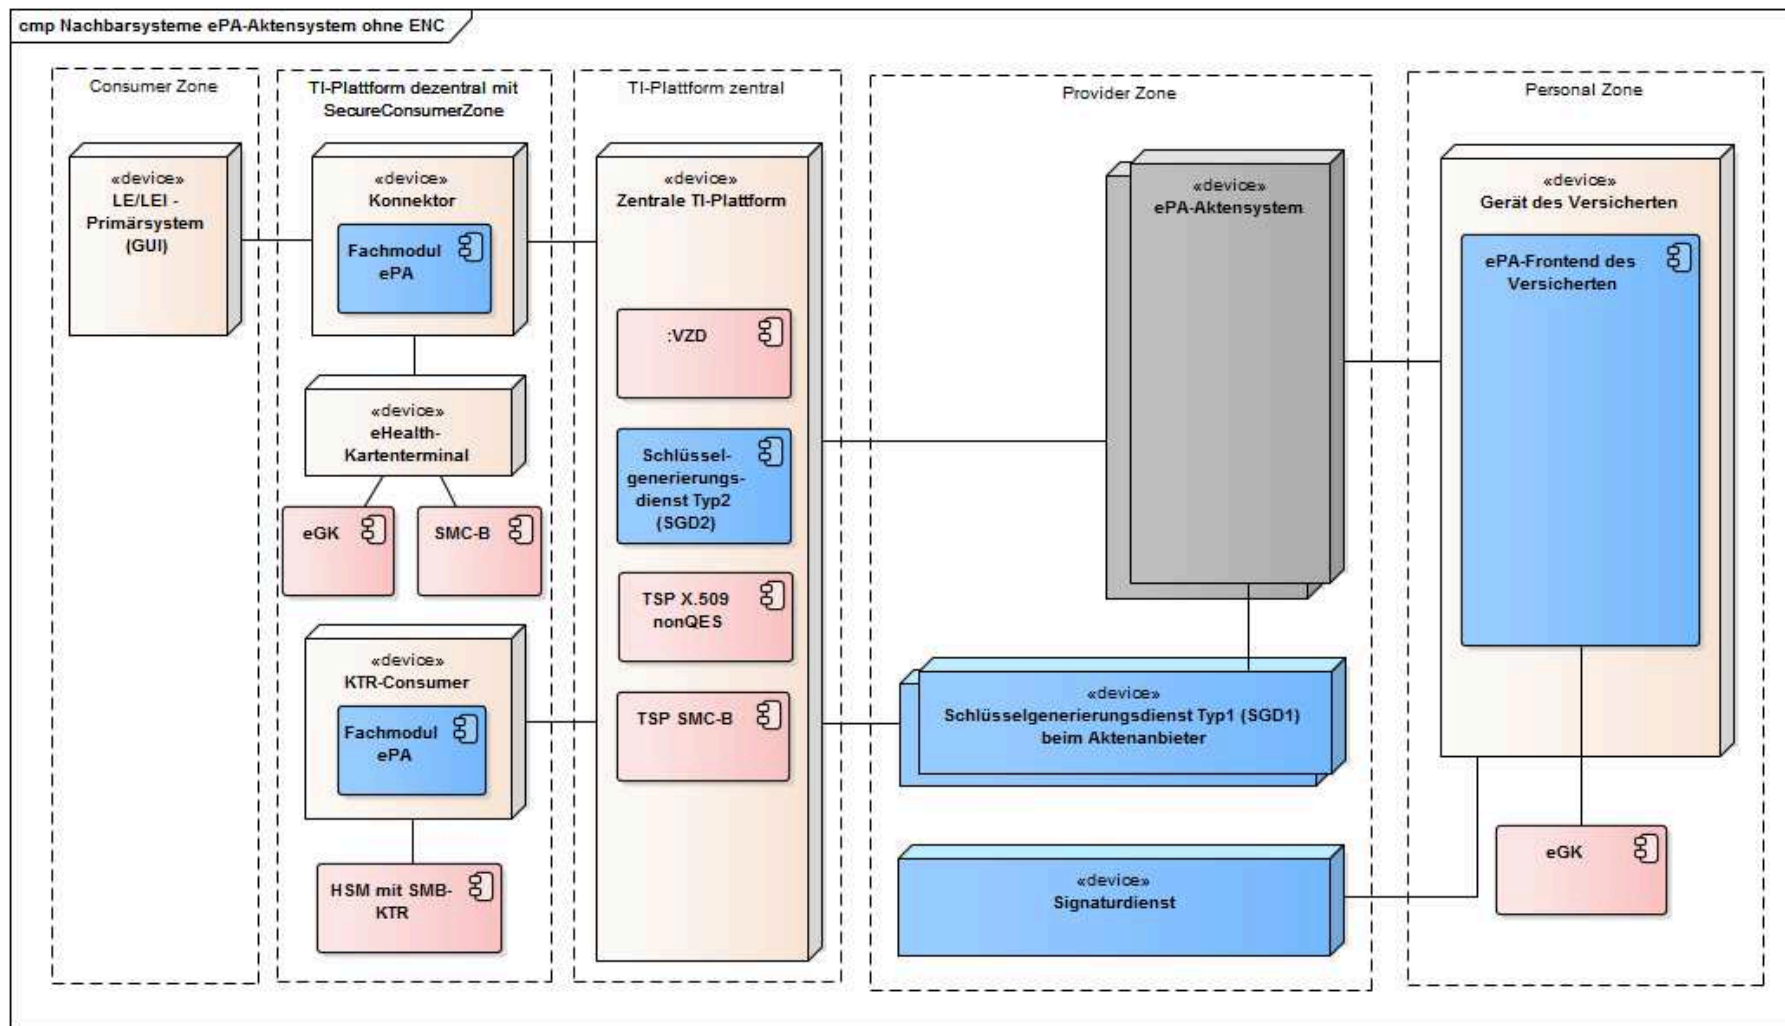 cmp Nachbarsysteme ePA-Aktensystem ohne ENC
Consumer Zone
«device»
LE/LEI -
Primärsystem
(GUI)
TI-Plattform dezentral mit
SecureConsumerZone
«device»
Konnektor
Fachmodul
ePA
«device»
eHealth-
Kartenterminal
eGK
SMC-B
«device»
KTR-Consumer
Fachmodul
ePA
HSM mit SMB-
KTR
TI-Plattform zentral
«device»
Zentrale TI-Plattform
:VZD
Schlüssel-
generierungs-
dienst Typ2
(SGD2)
TSP X.509
nonQES
TSP SMC-B
Provider Zone
«device»
ePA-Aktensystem
«device»
Schlüsselgenerierungsdienst Typ1 (SGD1)
beim Aktenanbieter
«device»
Signaturdienst
Personal Zone
«device»
Gerät des Versicherten
ePA-Frontend des
Versicherten
eGK